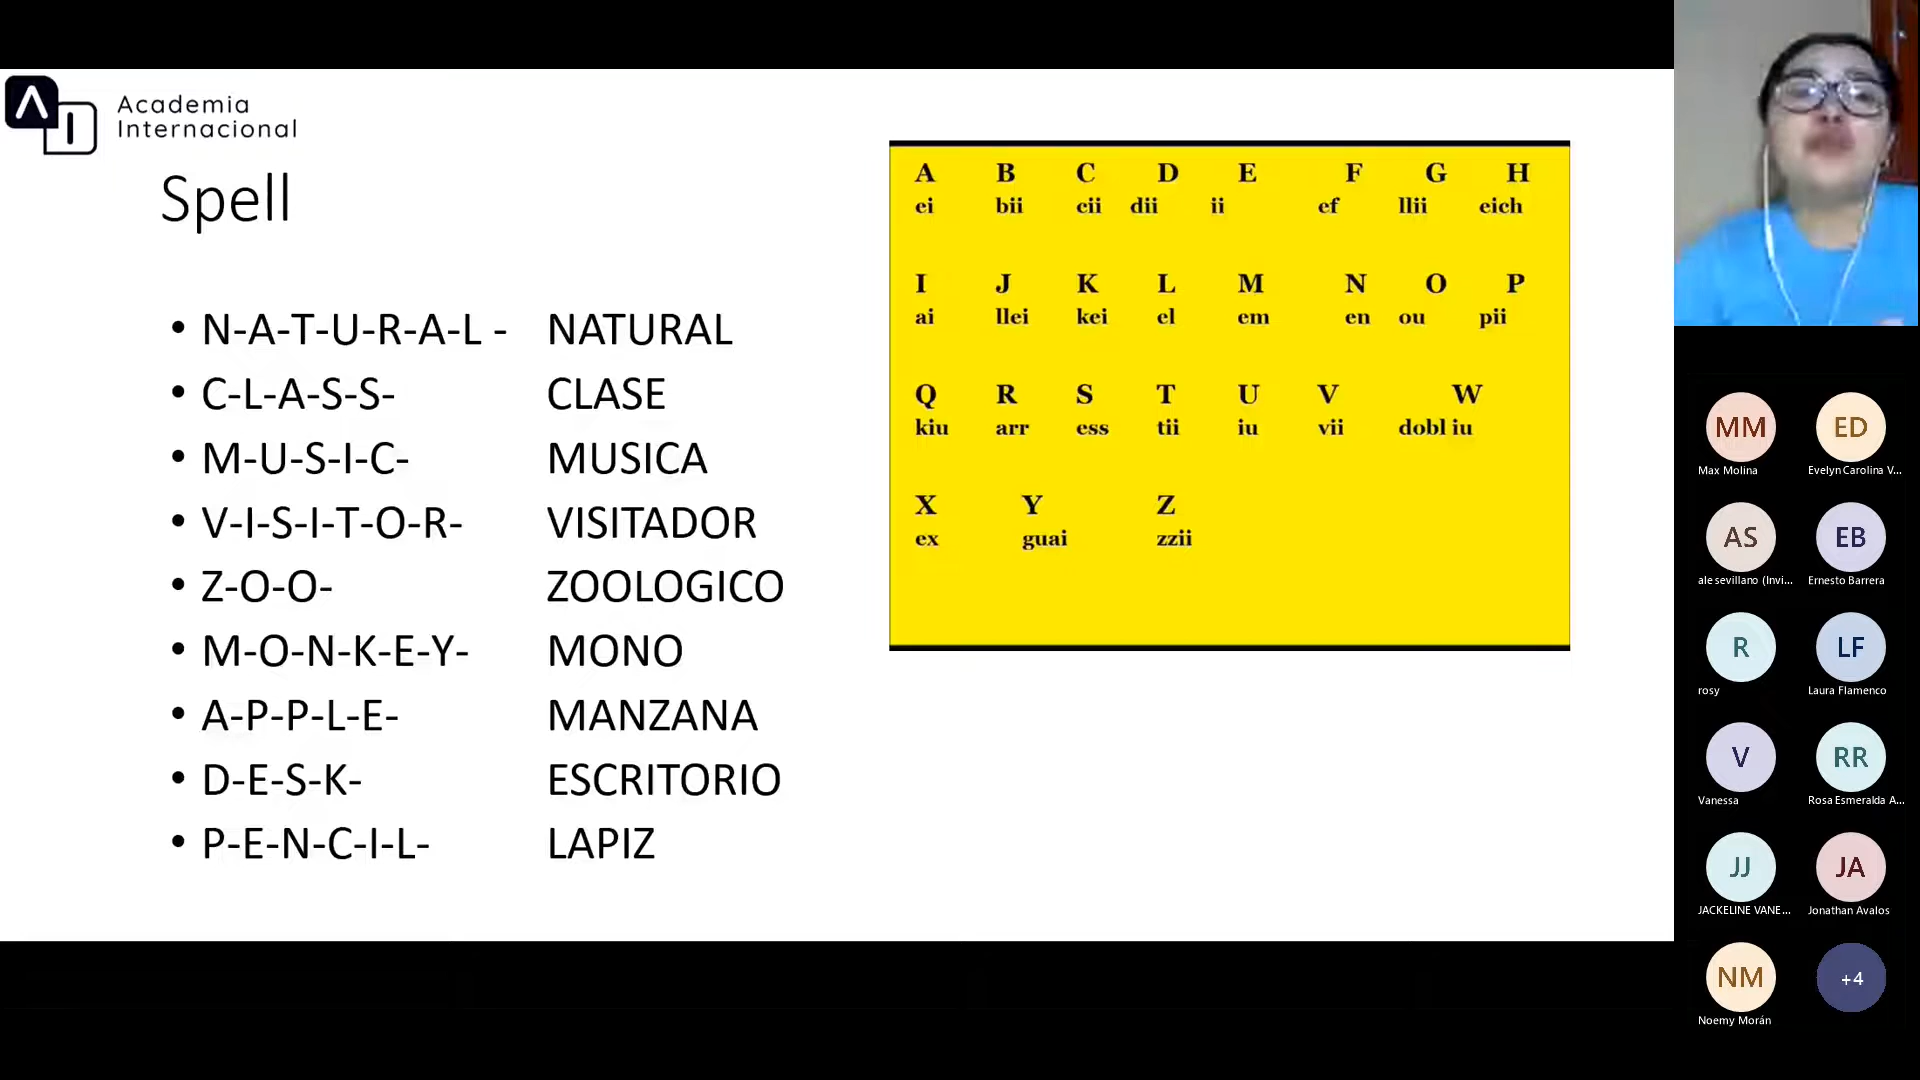 Academia
Internacional
Spell
• N-A-T-U-R-A-L - NATURAL
• C-L-A-S-S- CLASE
• M-U-S-I-C- MUSICA
• V-I-S-I-T-O-R- VISITADOR
• Z-O-O- ZOOLOGICO
• M-O-N-K-E-Y- MONO
• A-P-P-L-E- MANZANA
• D-E-S-K- ESCRITORIO
• P-E-N-C-I-L- LAPIZ
A B C D E F G H
ei bii cii dii ii ef llii eich
I J K L M N O P
ai llei kei el em en ou pii
Q R S T U V W
kiu arr ess tii iu vii dobl iu
X Y Z
ex guai zzii
MM ED
Max Molina Evelyn Carolina V...
AS EB
ale sevillano (Invi... Ernesto Barrera
R LF
rosy Laura Flamenco
V RR
Vanessa Rosa Esmeralda A...
JJ JA
JACKELINE VANE... Jonathan Avalos
NM +4
Noemy Morán